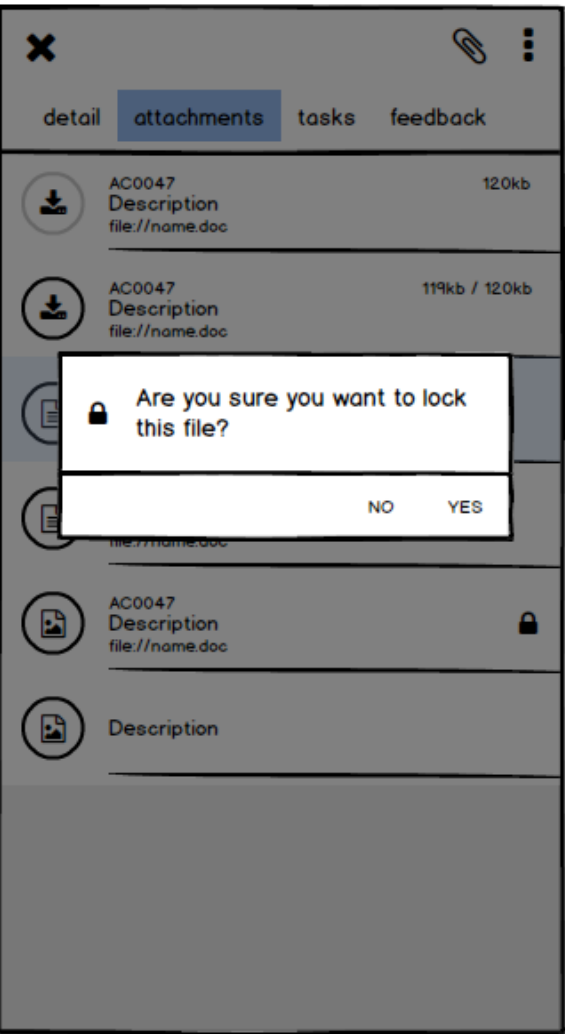 detail attachments tasks feedback
AC0047 120kb
Description
file://name.doc
AC0047 119kb / 120kb
Description
file://name.doc
Are you sure you want to lock
this file?
NO YES
file://name.doc
AC0047
Description
file://name.doc
Description